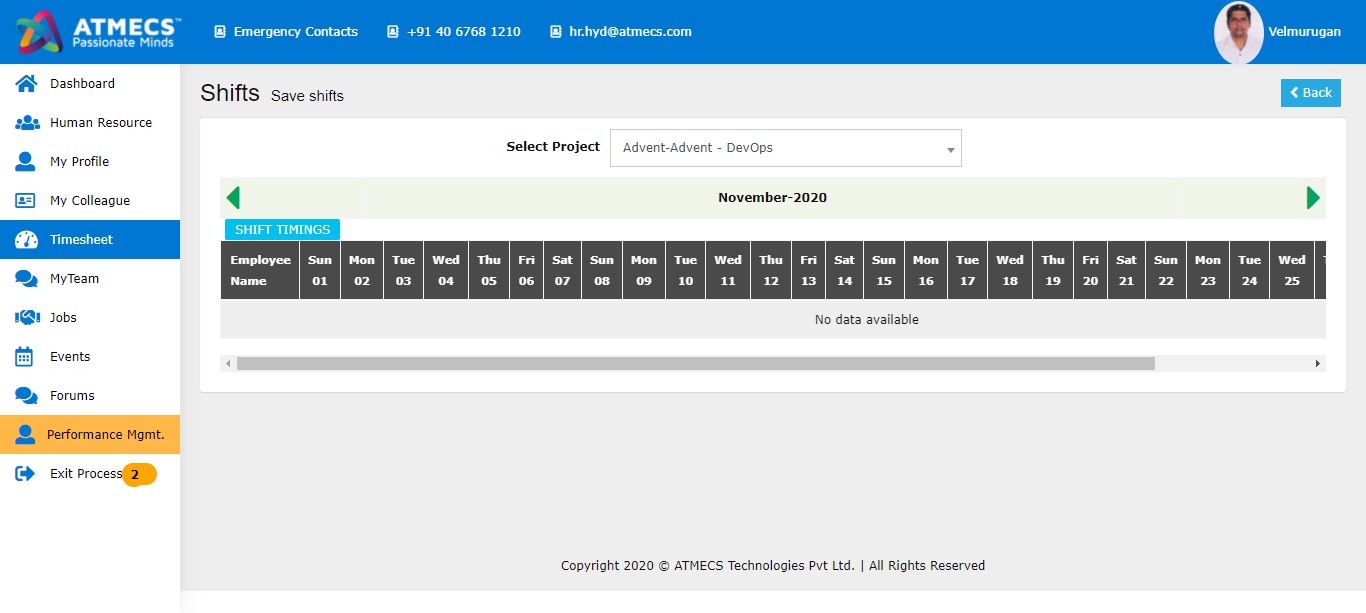 ATMECS™
Passionate Minds
Emergency Contacts
+91 40 6768 1210
hr.hyd@atmecs.com
Velmurugan
Dashboard
Human Resource
My Profile
My Colleague
Timesheet
MyTeam
Jobs
Events
Forums
Performance Mgmt.
Exit Process 2
Shifts Save shifts
Back
Select Project Advent-Advent - DevOps
November-2020
SHIFT TIMINGS
Employee Sun Mon Tue Wed Thu Fri Sat Sun Mon Tue Wed Thu Fri Sat Sun Mon Tue Wed Thu Fri Sat Sun Mon Tue Wed
Name 01 02 03 04 05 06 07 08 09 10 11 12 13 14 15 16 17 18 19 20 21 22 23 24 25
No data available
Copyright 2020 © ATMECS Technologies Pvt Ltd. | All Rights Reserved